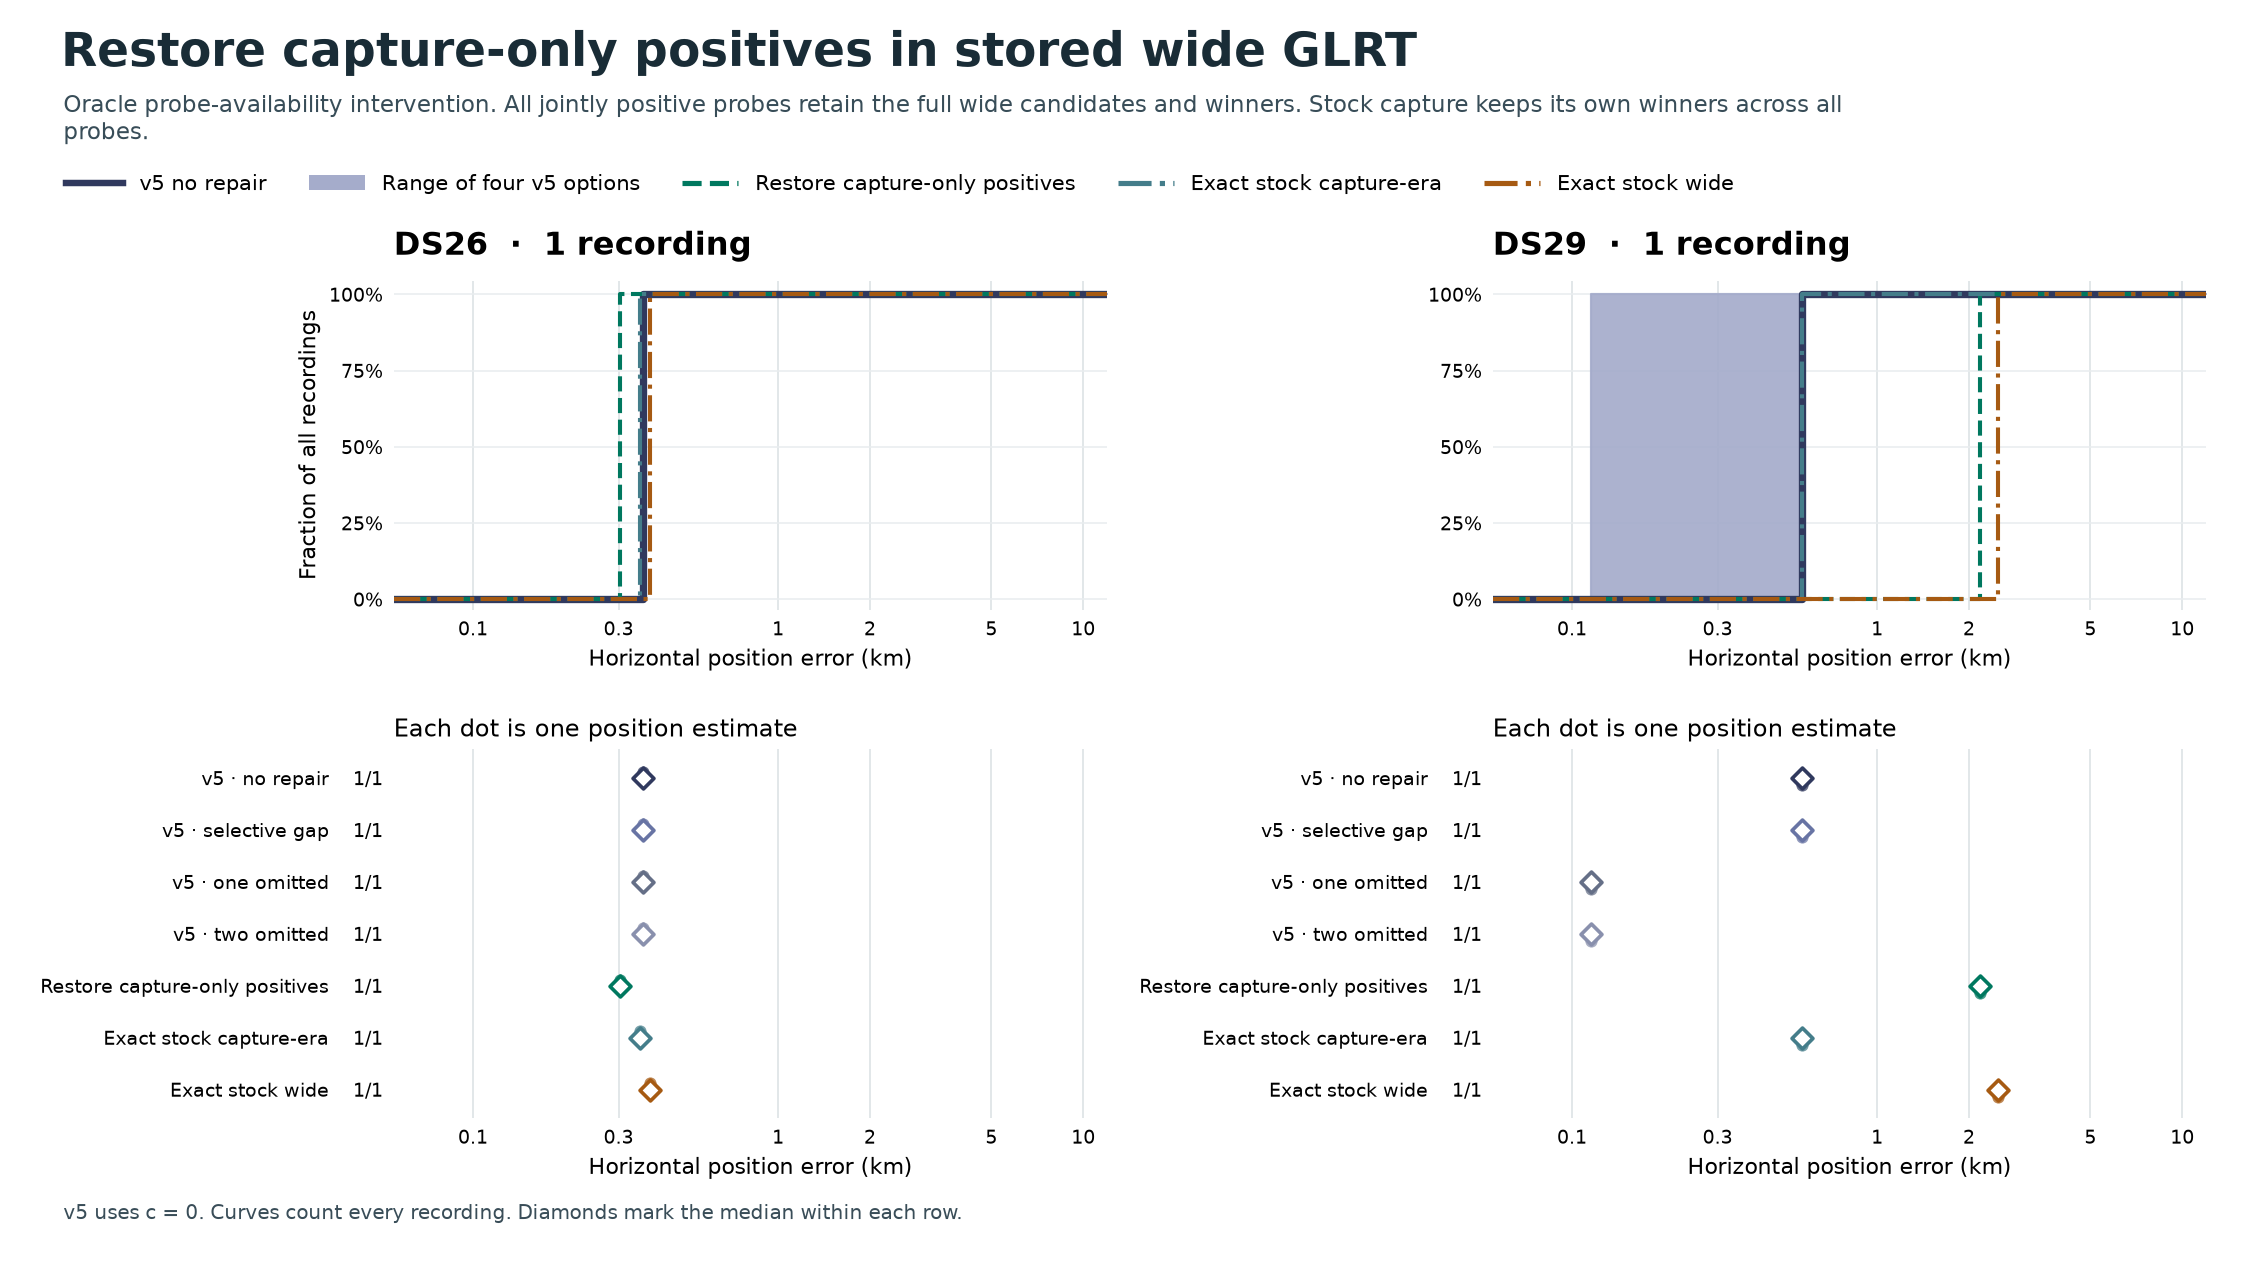 Restore capture-only positives in stored wide GLRT
Oracle probe-availability intervention. All jointly positive probes retain the full wide candidates and winners. Stock capture keeps its own winners across all
probes.
v5 no repair
Range of four v5 options
Restore capture-only positives
Exact stock capture-era
Exact stock wide
DS26 · 1 recording
Fraction of all recordings
100%
75%
50%
25%
0%
0.1 0.3 1 2 5 10
Horizontal position error (km)
DS29 · 1 recording
100%
75%
50%
25%
0%
0.1 0.3 1 2 5 10
Horizontal position error (km)
Each dot is one position estimate
v5 · no repair 1/1
v5 · selective gap 1/1
v5 · one omitted 1/1
v5 · two omitted 1/1
Restore capture-only positives 1/1
Exact stock capture-era 1/1
Exact stock wide 1/1
0.1 0.3 1 2 5 10
Horizontal position error (km)
Each dot is one position estimate
v5 · no repair 1/1
v5 · selective gap 1/1
v5 · one omitted 1/1
v5 · two omitted 1/1
Restore capture-only positives 1/1
Exact stock capture-era 1/1
Exact stock wide 1/1
0.1 0.3 1 2 5 10
Horizontal position error (km)
v5 uses c = 0. Curves count every recording. Diamonds mark the median within each row.